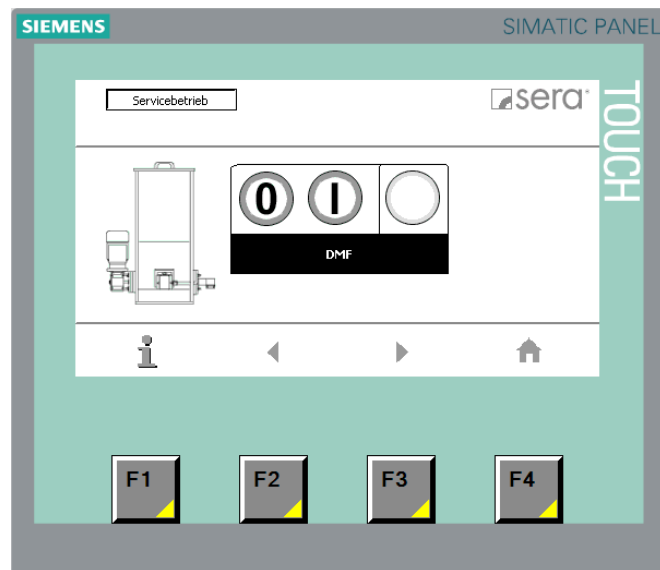 SIEMENS
SIMATIC PANEL
TOUCH
Servicebetrieb
sera
0 I
DMF
i
F1 F2 F3 F4